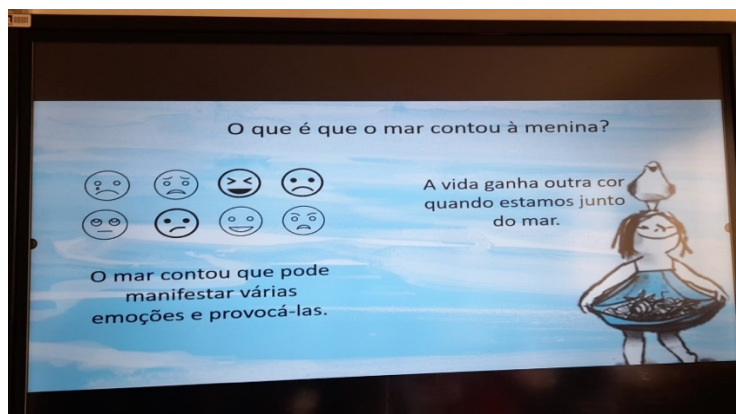 O que é que o mar contou à menina?
A vida ganha outra cor
quando estamos junto
do mar.
O mar contou que pode
manifestar várias
emoções e provocá-las.